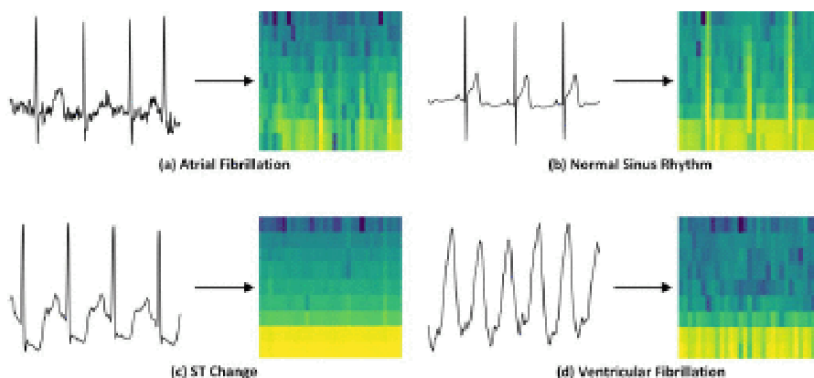 (a) Atrial Fibrillation
(b) Normal Sinus Rhythm
(c) ST Change
(d) Ventricular Fibrillation